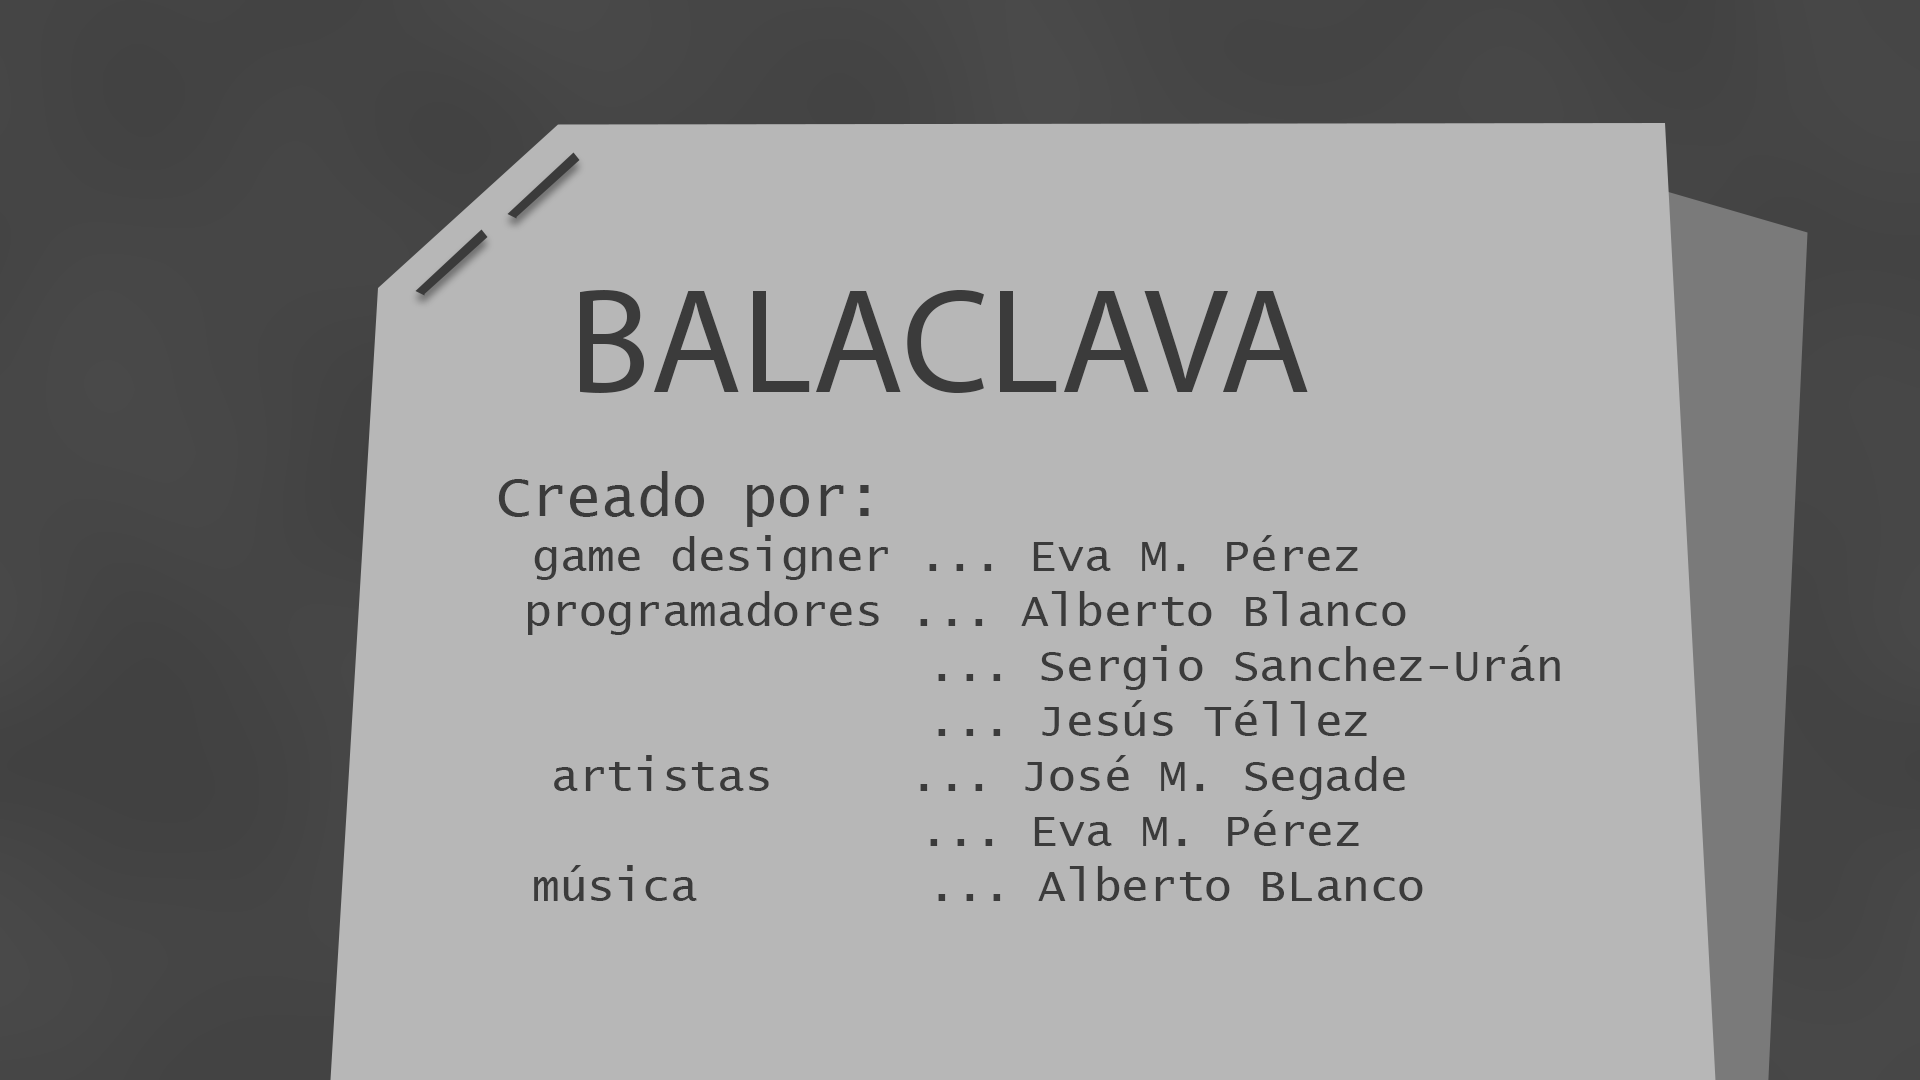 BALACLAVA
Creado por:
game designer ... Eva M. Pérez
programadores ... Alberto Blanco
... Sergio Sanchez-Urán
... Jesús Téllez
artistas ... José M. Segade
... Eva M. Pérez
música ... Alberto BLanco